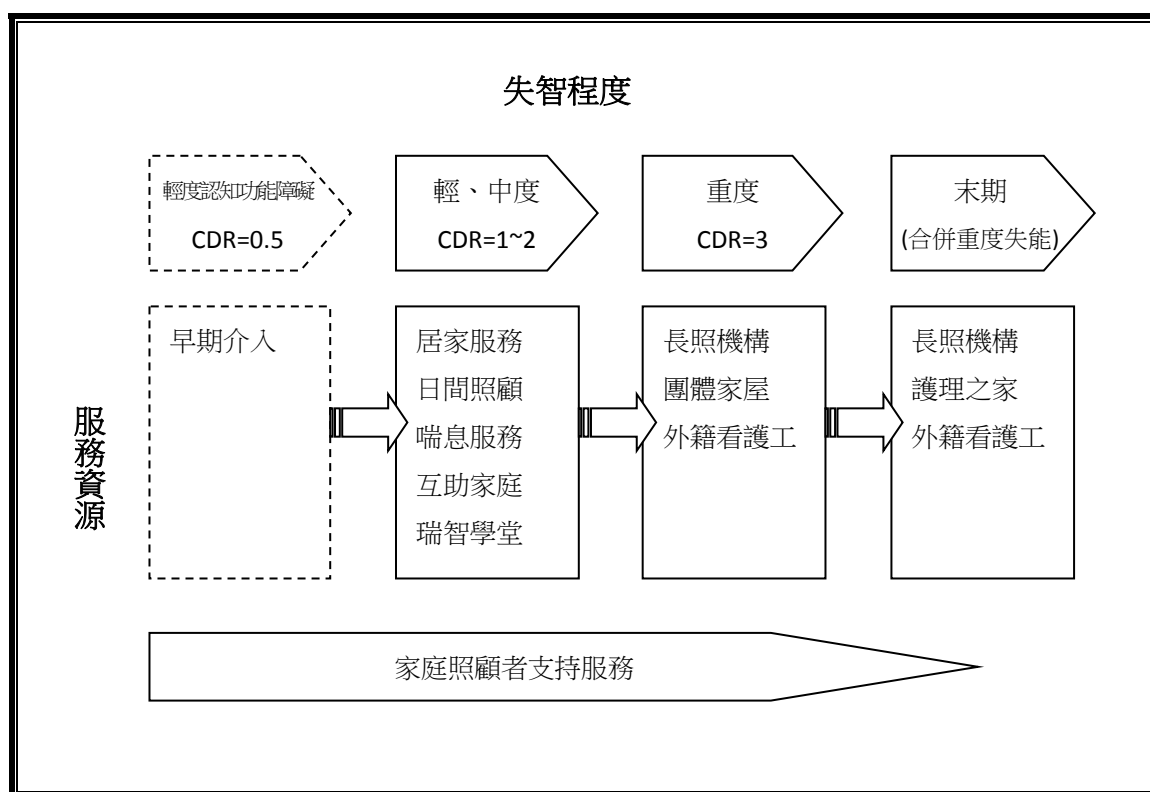 失智程度
輕度認知功能障礙
CDR=0.5
輕、中度
CDR=1~2
重度
CDR=3
末期
(合併重度失能)
服務資源
早期介入
居家服務
日間照顧
喘息服務
互助家庭
瑞智學堂
長照機構
團體家屋
外籍看護工
長照機構
護理之家
外籍看護工
家庭照顧者支持服務